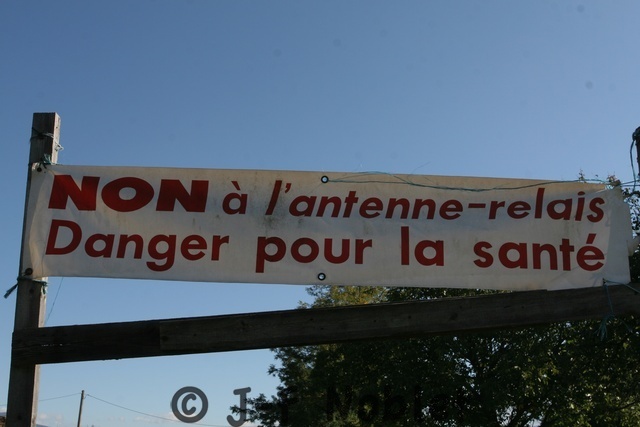 NON à l'antenne-relais
Danger pour la santé
©